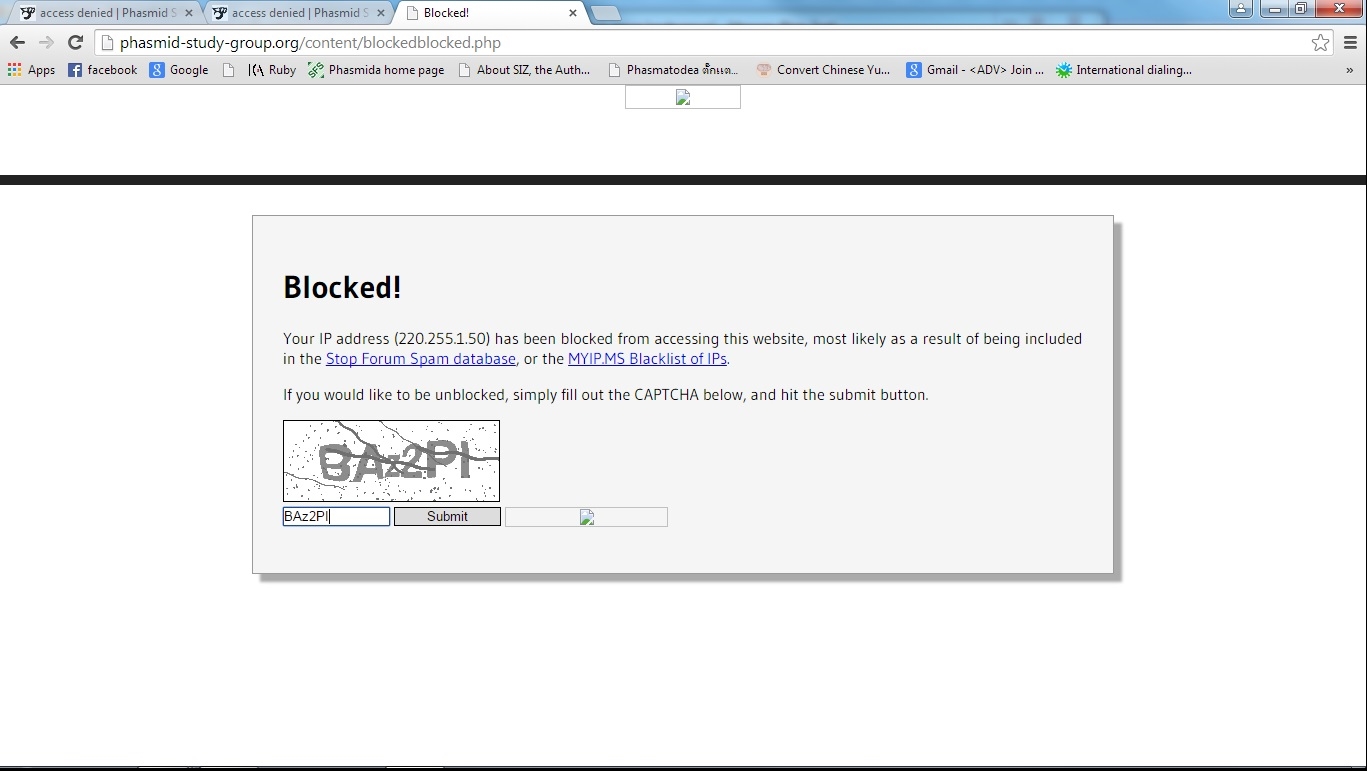 access denied | Phasmid S
access denied | Phasmid S
Blocked!
phasmid-study-group.org/content/blockedblocked.php
Apps
facebook
Google
Ruby
Phasmida home page
About SIZ, the Auth...
Phasmatodea ตั๊กแต...
Convert Chinese Yu...
Gmail - <ADV> Join ...
International dialing...
»
Blocked!
Your IP address (220.255.1.50) has been blocked from accessing this website, most likely as a result of being included
in the Stop Forum Spam database, or the MYIP.MS Blacklist of IPs.
If you would like to be unblocked, simply fill out the CAPTCHA below, and hit the submit button.
BAz2PI
BAz2PI
Submit